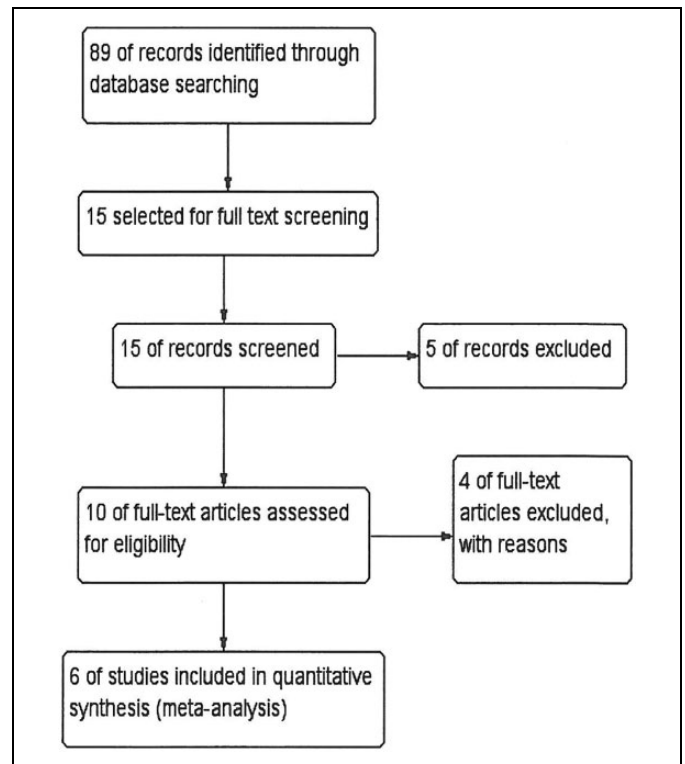 89 of records identified through
database searching
15 selected for full text screening
15 of records screened
5 of records excluded
10 of full-text articles assessed
for eligibility
4 of full-text
articles excluded,
with reasons
6 of studies included in quantitative
synthesis (meta-analysis)